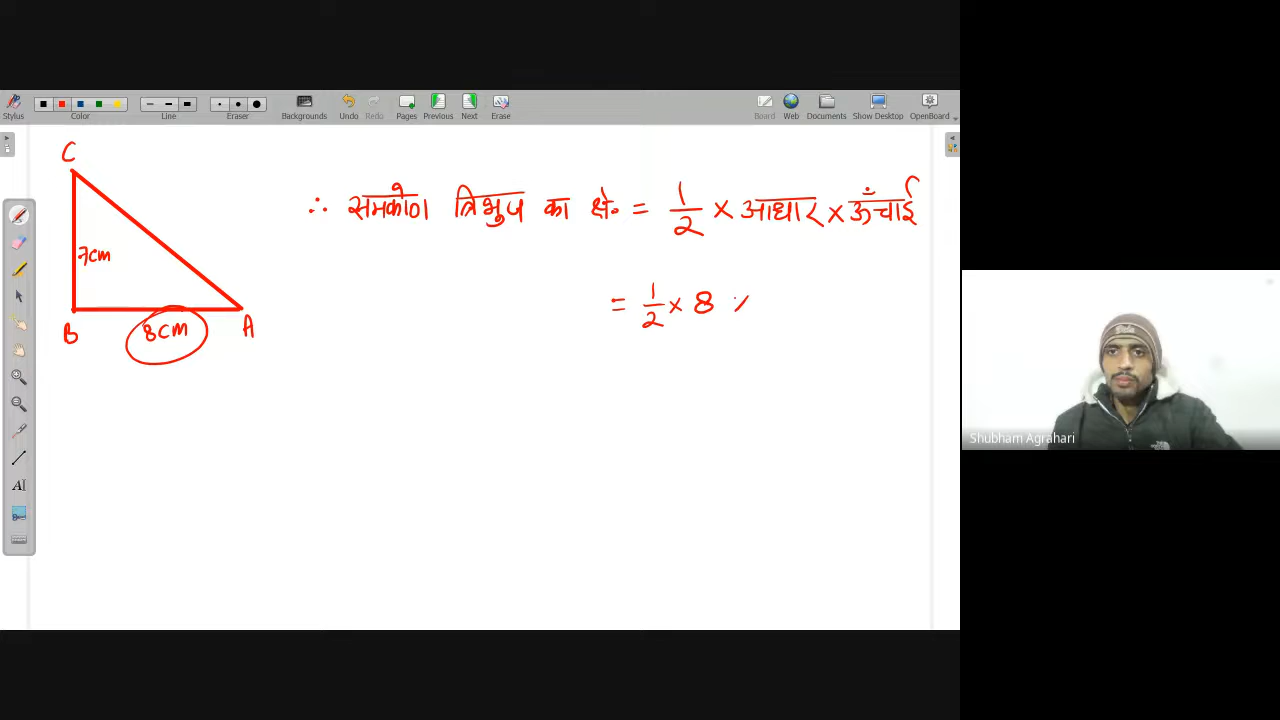 Stylus
Color
Line
Eraser
Backgrounds
Undo
Redo
Pages
Previous
Next
Erase
Board
Web
Documents
Show Desktop
OpenBoard
C
7cm
B
8cm
A
∴ समकोण त्रिभुज का क्षे॰ = 1/2 × आधार × ऊँचाई
= 1/2 × 8
Shubham Agrahari